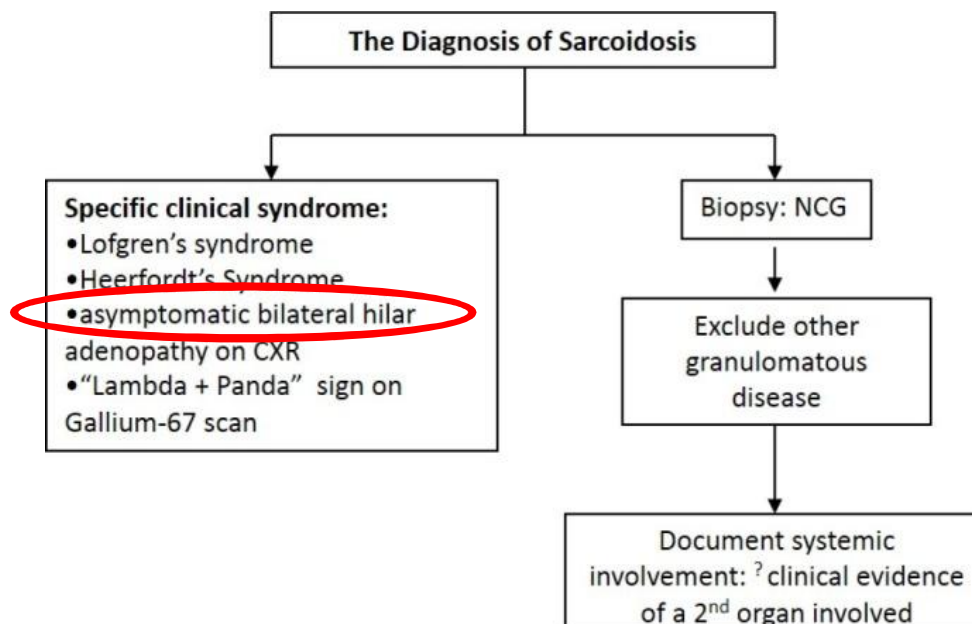 The Diagnosis of Sarcoidosis
Specific clinical syndrome:
•Lofgren's syndrome
•Heerfordt's Syndrome
•asymptomatic bilateral hilar
adenopathy on CXR
•“Lambda + Panda” sign on
Gallium-67 scan
Biopsy: NCG
Exclude other
granulomatous
disease
Document systemic
involvement: ? clinical evidence
of a 2nd organ involved